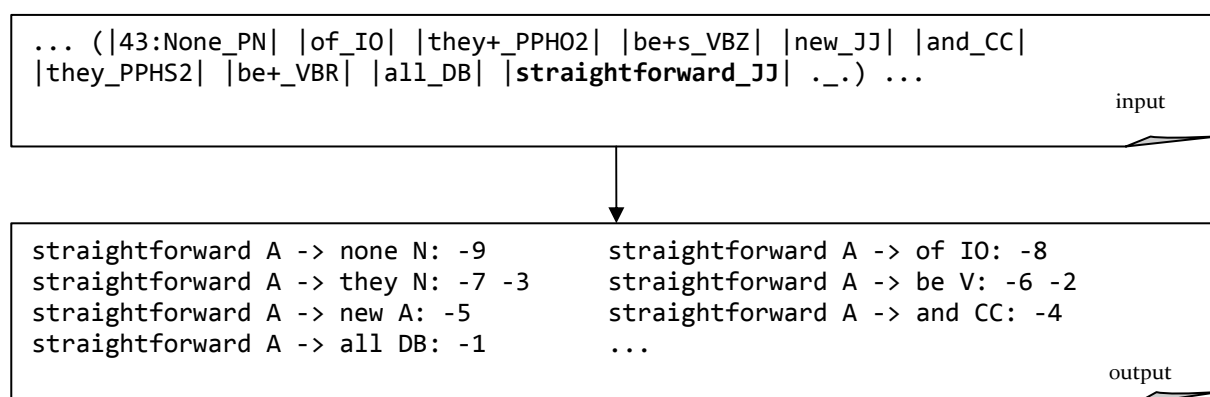 ... (|43:None_PN| |of_IO| |they+_PPHO2| |be+s_VBZ| |new_JJ| |and_CC|
|they_PPHS2| |be+_VBR| |all_DB| |straightforward_JJ| ._.) ...
input
straightforward A -> none N: -9 straightforward A -> of IO: -8
straightforward A -> they N: -7 -3 straightforward A -> be V: -6 -2
straightforward A -> new A: -5 straightforward A -> and CC: -4
straightforward A -> all DB: -1 ...
output